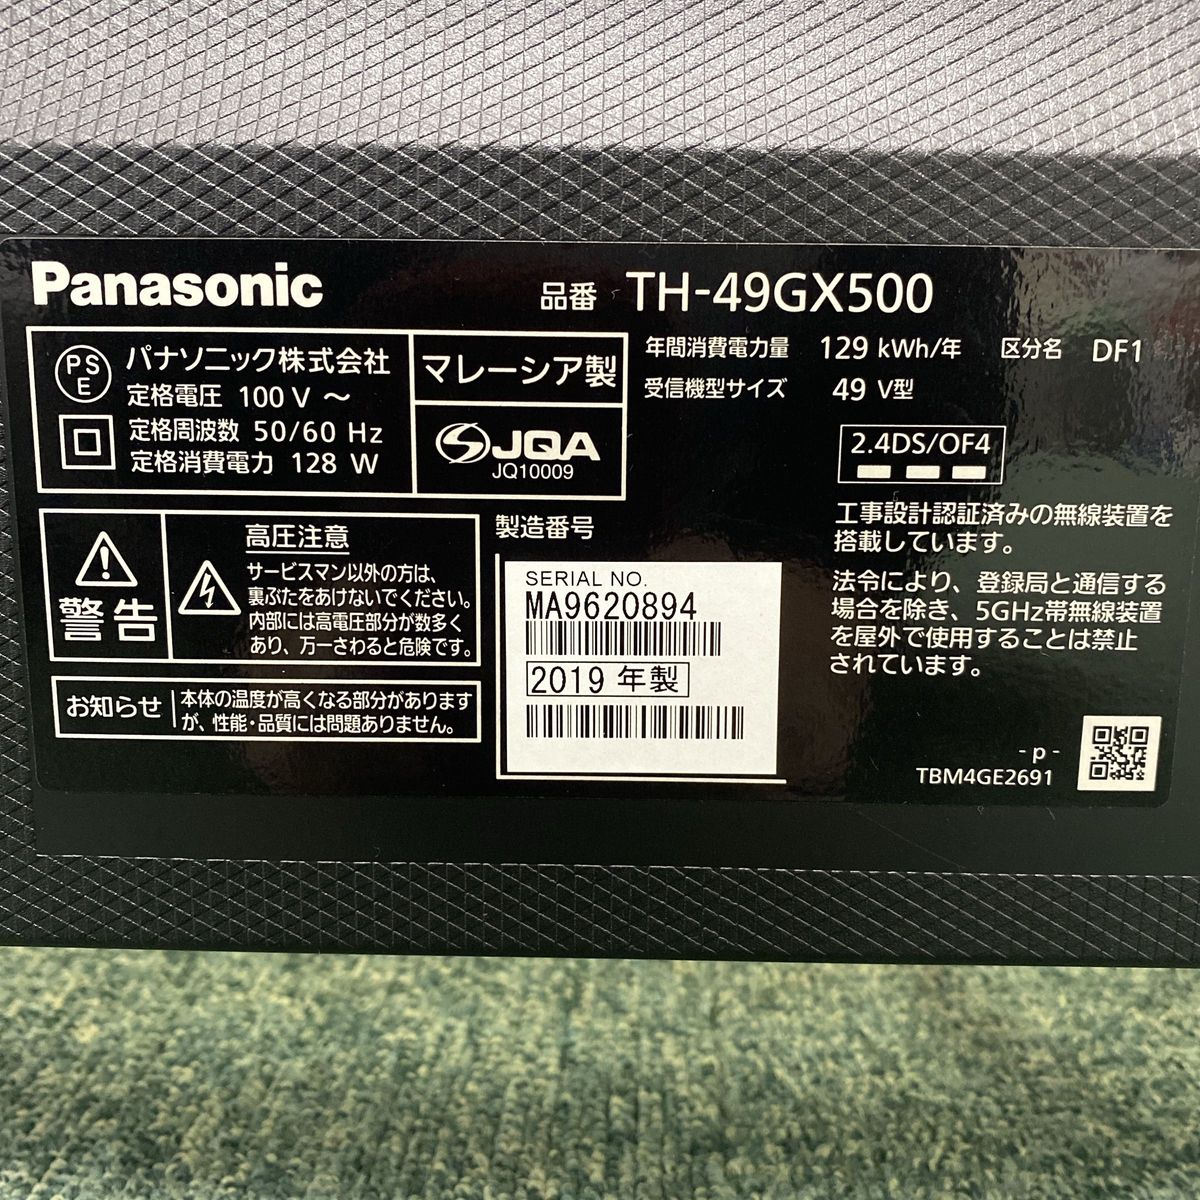 Panasonic
品番 TH-49GX500
PS
E
パナソニック株式会社
定格電圧 100 V ～
定格周波数 50/60 Hz
定格消費電力 128 W
マレーシア製
JQA
JQ10009
年間消費電力量 129 kWh/年 区分名 DF1
受信機型サイズ 49 V型
2.4DS/OF4
警告
高圧注意
サービスマン以外の方は、
裏ぶたをあけないでください。
内部には高電圧部分が数多く
あり、万一さわると危険です。
お知らせ
本体の温度が高くなる部分があります
が、性能・品質には問題ありません。
製造番号
SERIAL NO.
MA9620894
2019 年製
工事設計認証済みの無線装置を
搭載しています。
法令により、登録局と通信する
場合を除き、5GHz帯無線装置
を屋外で使用することは禁止
されています。
- p -
TBM4GE2691